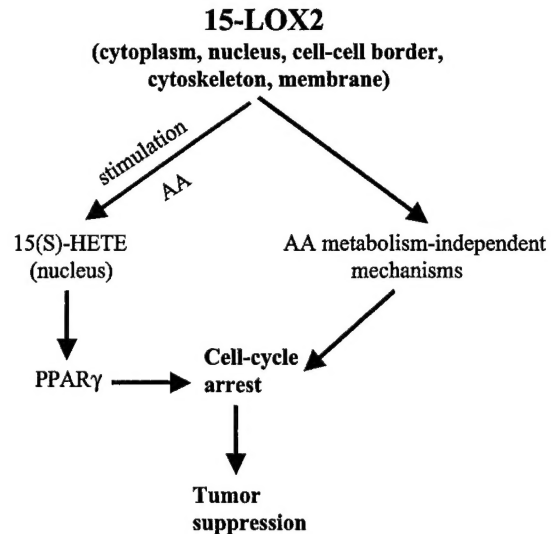 15-LOX2
(cytoplasm, nucleus, cell-cell border,
cytoskeleton, membrane)
stimulation
AA
15(S)-HETE
(nucleus)
AA metabolism-independent
mechanisms
PPARγ
Cell-cycle
arrest
Tumor
suppression